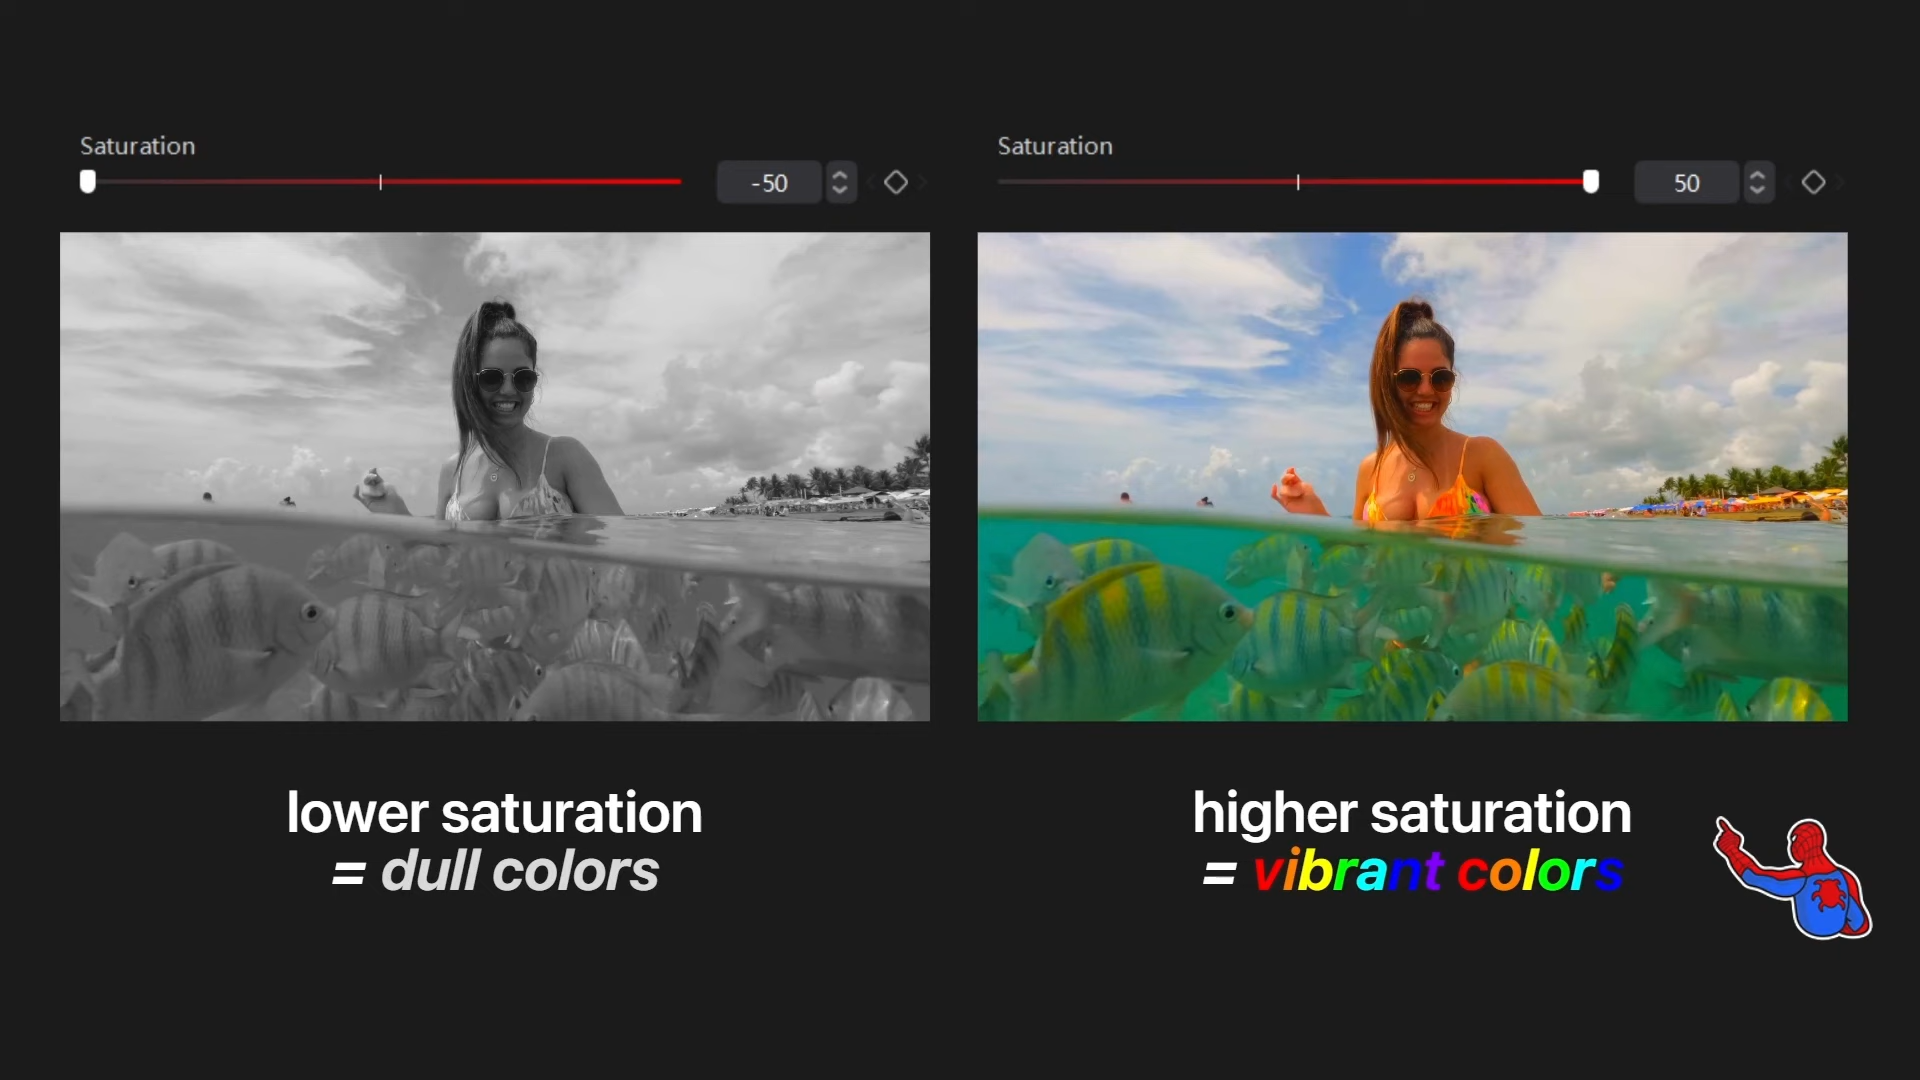 Saturation
-50
Saturation
50
lower saturation
= dull colors
higher saturation
= vibrant colors